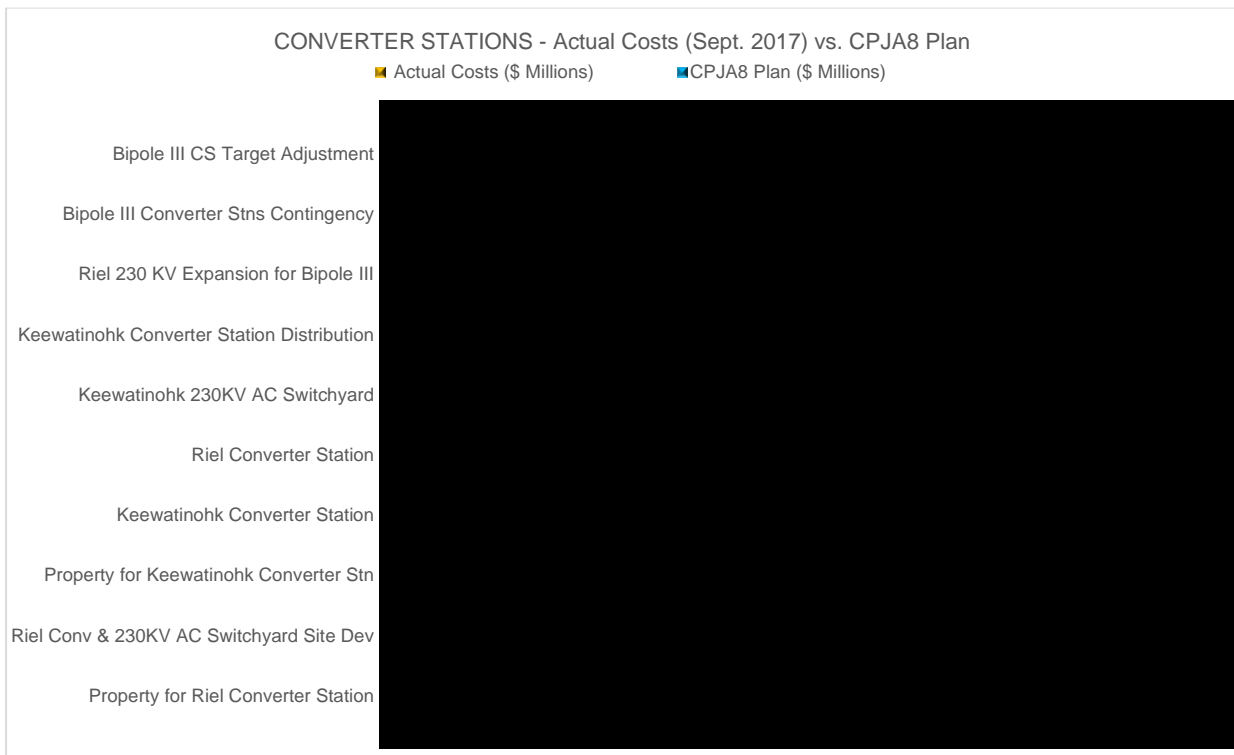 CONVERTER STATIONS - Actual Costs (Sept. 2017) vs. CPJA8 Plan
Actual Costs ($ Millions) CPJA8 Plan ($ Millions)
Bipole III CS Target Adjustment
Bipole III Converter Stns Contingency
Riel 230 KV Expansion for Bipole III
Keewatinohk Converter Station Distribution
Keewatinohk 230KV AC Switchyard
Riel Converter Station
Keewatinohk Converter Station
Property for Keewatinohk Converter Stn
Riel Conv & 230KV AC Switchyard Site Dev
Property for Riel Converter Station